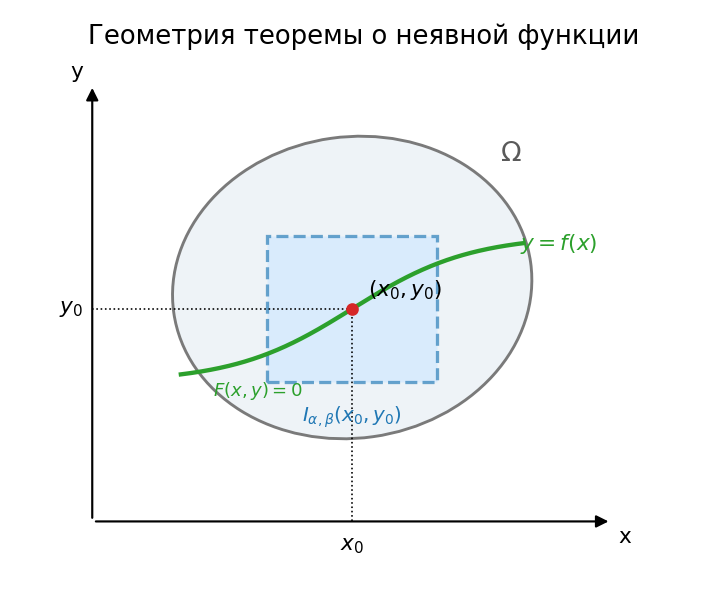 Геометрия теоремы о неявной функции
y
Ω
y = f(x)
(x₀, y₀)
y₀
F(x, y) = 0
I_{α, β}(x₀, y₀)
x
x₀